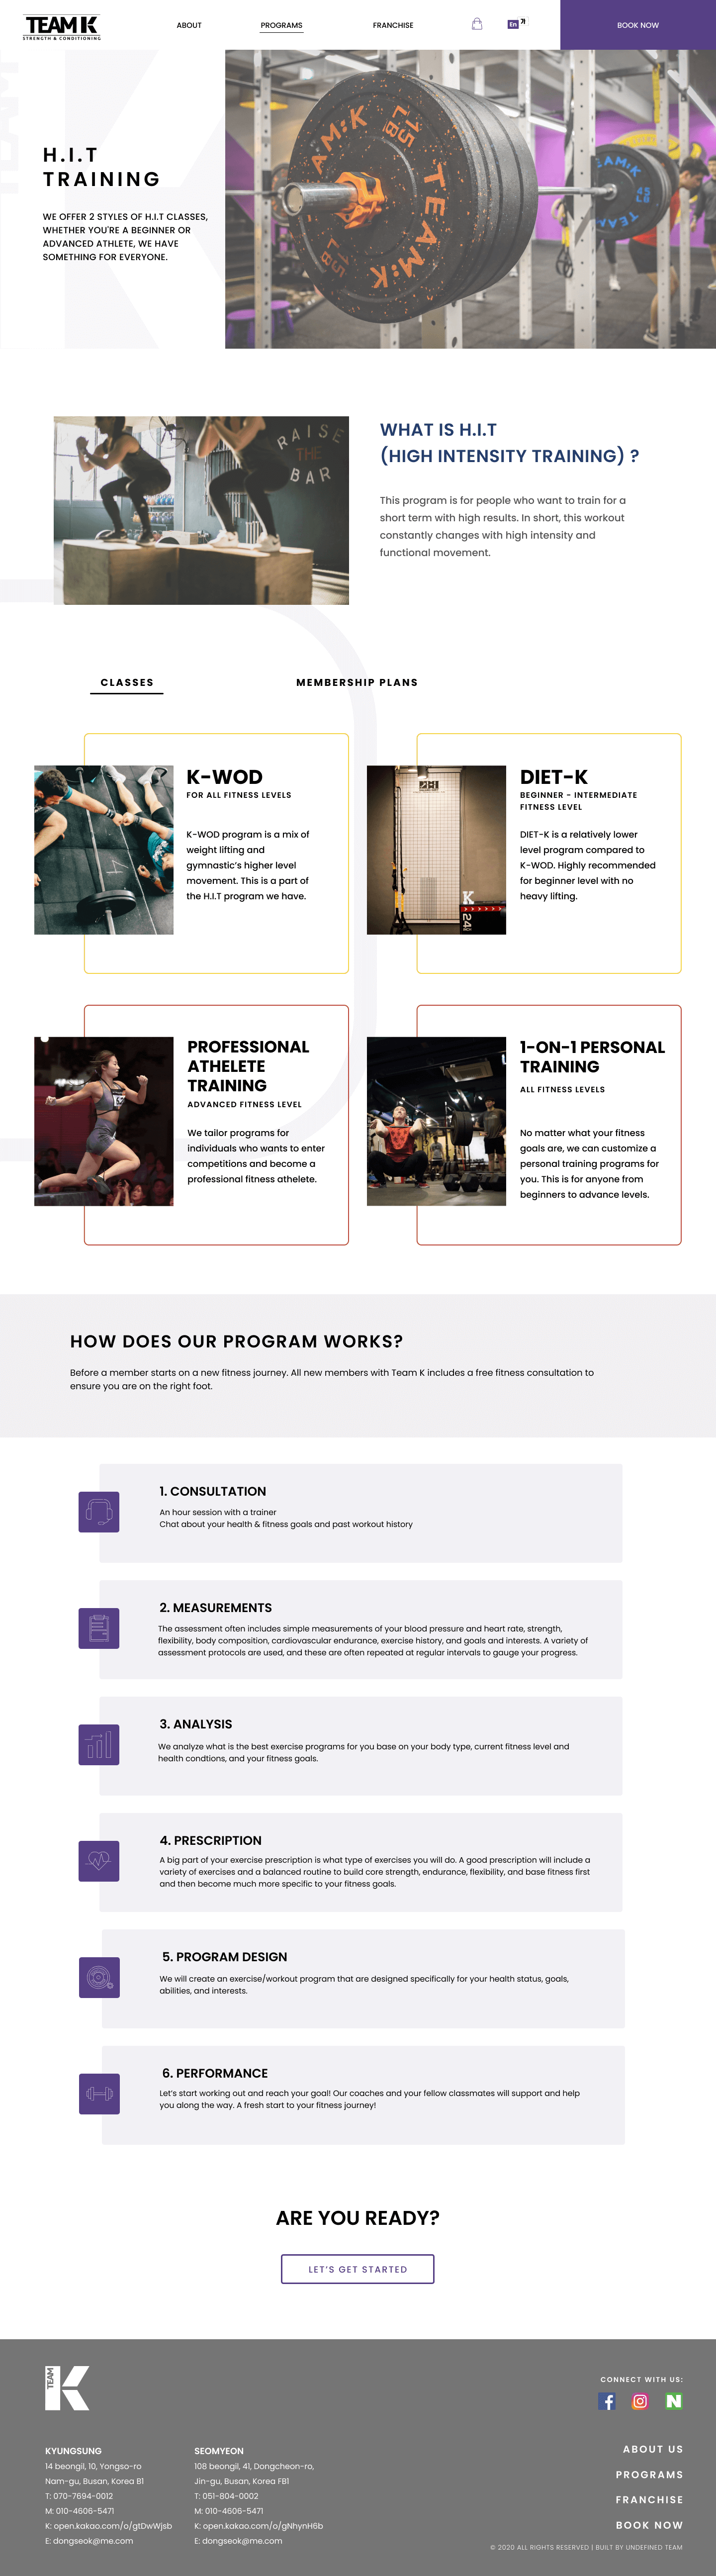 TEAM K
STRENGTH & CONDITIONING
ABOUT
PROGRAMS
FRANCHISE
En
BOOK NOW
H.I.T
TRAINING
WE OFFER 2 STYLES OF H.I.T CLASSES,
WHETHER YOU'RE A BEGINNER OR
ADVANCED ATHLETE, WE HAVE
SOMETHING FOR EVERYONE.
TEAM:K
45
LB
TEAM:K
RAISE
THE
BAR
WHAT IS H.I.T
(HIGH INTENSITY TRAINING) ?
This program is for people who want to train for a
short term with high results. In short, this workout
constantly changes with high intensity and
functional movement.
CLASSES
MEMBERSHIP PLANS
K-WOD
FOR ALL FITNESS LEVELS
K-WOD program is a mix of
weight lifting and
gymnastic's higher level
movement. This is a part of
the H.I.T program we have.
K
24
DIET-K
BEGINNER - INTERMEDIATE
FITNESS LEVEL
DIET-K is a relatively lower
level program compared to
K-WOD. Highly recommended
for beginner level with no
heavy lifting.
PROFESSIONAL
ATHELETE
TRAINING
ADVANCED FITNESS LEVEL
We tailor programs for
individuals who wants to enter
competitions and become a
professional fitness athelete.
1-ON-1 PERSONAL
TRAINING
ALL FITNESS LEVELS
No matter what your fitness
goals are, we can customize a
personal training programs for
you. This is for anyone from
beginners to advance levels.
HOW DOES OUR PROGRAM WORKS?
Before a member starts on a new fitness journey. All new members with Team K includes a free fitness consultation to
ensure you are on the right foot.
1. CONSULTATION
An hour session with a trainer
Chat about your health & fitness goals and past workout history
2. MEASUREMENTS
The assessment often includes simple measurements of your blood pressure and heart rate, strength,
flexibility, body composition, cardiovascular endurance, exercise history, and goals and interests. A variety of
assessment protocols are used, and these are often repeated at regular intervals to gauge your progress.
3. ANALYSIS
We analyze what is the best exercise programs for you base on your body type, current fitness level and
health condtions, and your fitness goals.
4. PRESCRIPTION
A big part of your exercise prescription is what type of exercises you will do. A good prescription will include a
variety of exercises and a balanced routine to build core strength, endurance, flexibility, and base fitness first
and then become much more specific to your fitness goals.
5. PROGRAM DESIGN
We will create an exercise/workout program that are designed specifically for your health status, goals,
abilities, and interests.
6. PERFORMANCE
Let's start working out and reach your goal! Our coaches and your fellow classmates will support and help
you along the way. A fresh start to your fitness journey!
ARE YOU READY?
LET'S GET STARTED
TEAM K
CONNECT WITH US:
KYUNGSUNG
14 beongil, 10, Yongso-ro
Nam-gu, Busan, Korea B1
T: 070-7694-0012
M: 010-4606-5471
K: open.kakao.com/o/gtDwWjsb
E: dongseok@me.com
SEOMYEON
108 beongil, 41, Dongcheon-ro,
Jin-gu, Busan, Korea FB1
T: 051-804-0002
M: 010-4606-5471
K: open.kakao.com/o/gNhynH6b
E: dongseok@me.com
ABOUT US
PROGRAMS
FRANCHISE
BOOK NOW
© 2020 ALL RIGHTS RESERVED | BUILT BY UNDEFINED TEAM